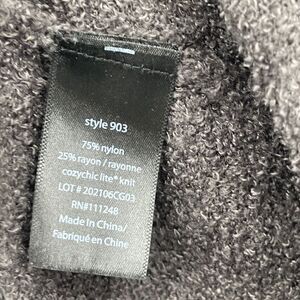 style 903
75% nylon
25% rayon / rayonne
cozychic lite® knit
LOT # 202106CG03
RN#111248
Made In China/
Fabriqué en Chine